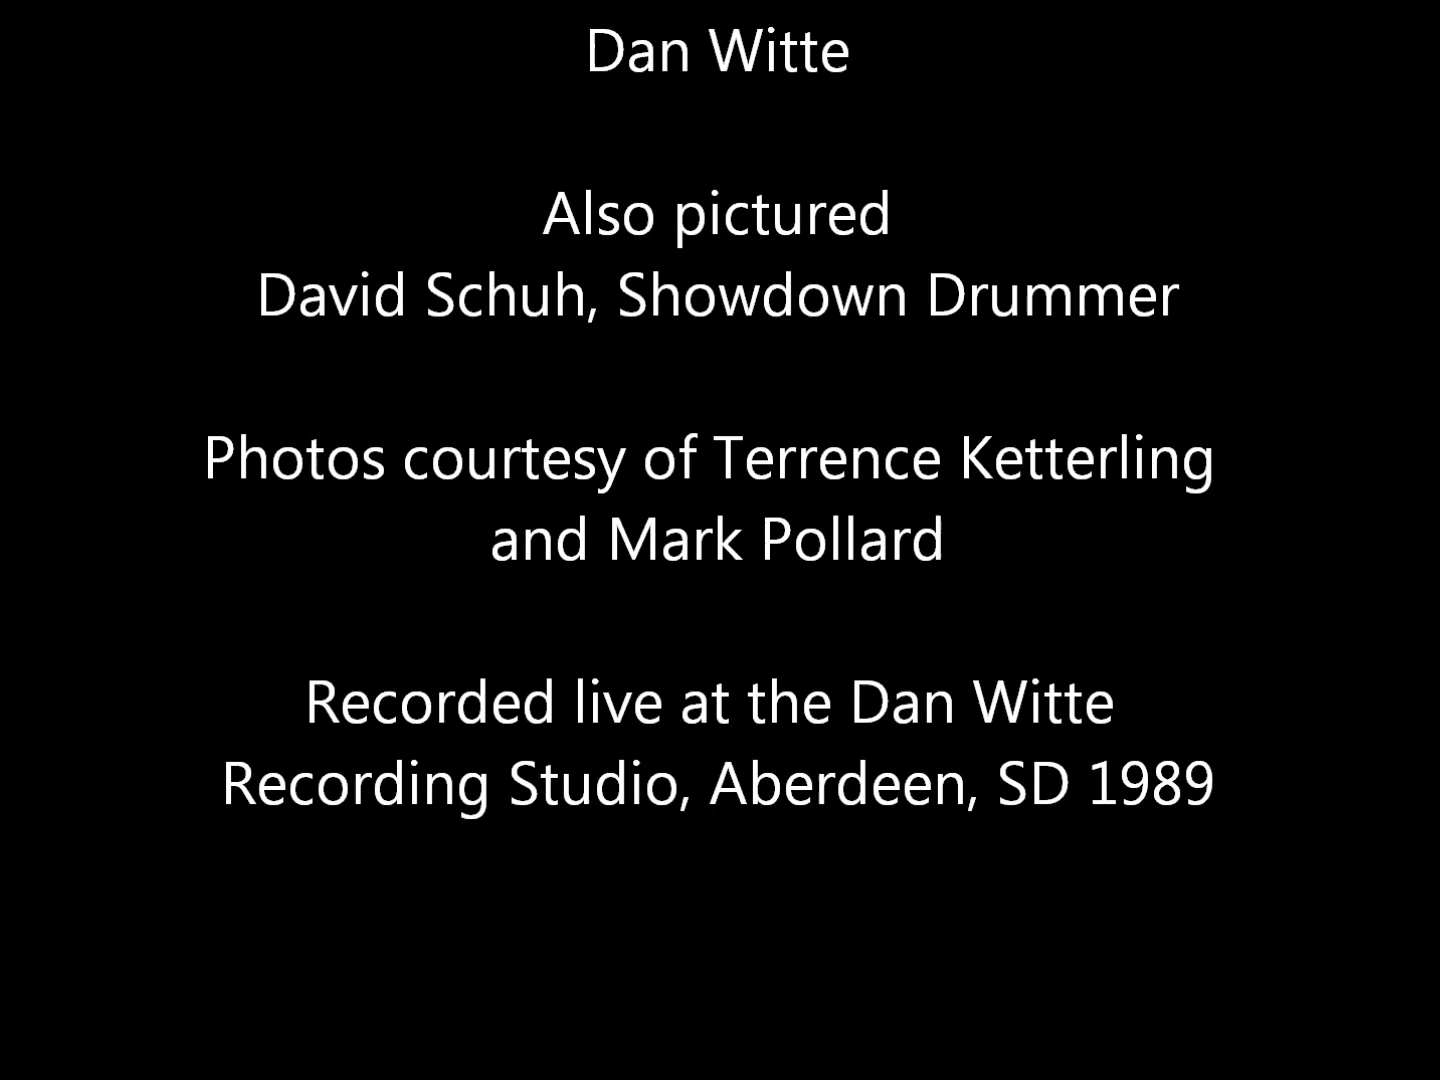 Dan Witte
Also pictured
David Schuh, Showdown Drummer
Photos courtesy of Terrence Ketterling
and Mark Pollard
Recorded live at the Dan Witte
Recording Studio, Aberdeen, SD 1989